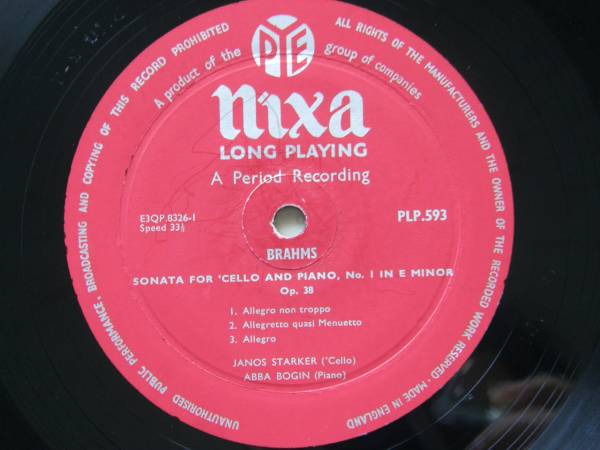 UNAUTHORISED PUBLIC PERFORMANCE, BROADCASTING AND COPYING OF THIS RECORD PROHIBITED
ALL RIGHTS OF THE MANUFACTURERS AND THE OWNER OF THE RECORDED WORK RESERVED · MADE IN ENGLAND
A product of the PYE group of companies
nixa
LONG PLAYING
A Period Recording
E3QP.8326-1
Speed 33⅓
PLP.593
BRAHMS
SONATA FOR 'CELLO AND PIANO, No. 1 IN E MINOR
Op. 38
1. Allegro non troppo
2. Allegretto quasi Menuetto
3. Allegro
JANOS STARKER ('Cello)
ABBA BOGIN (Piano)